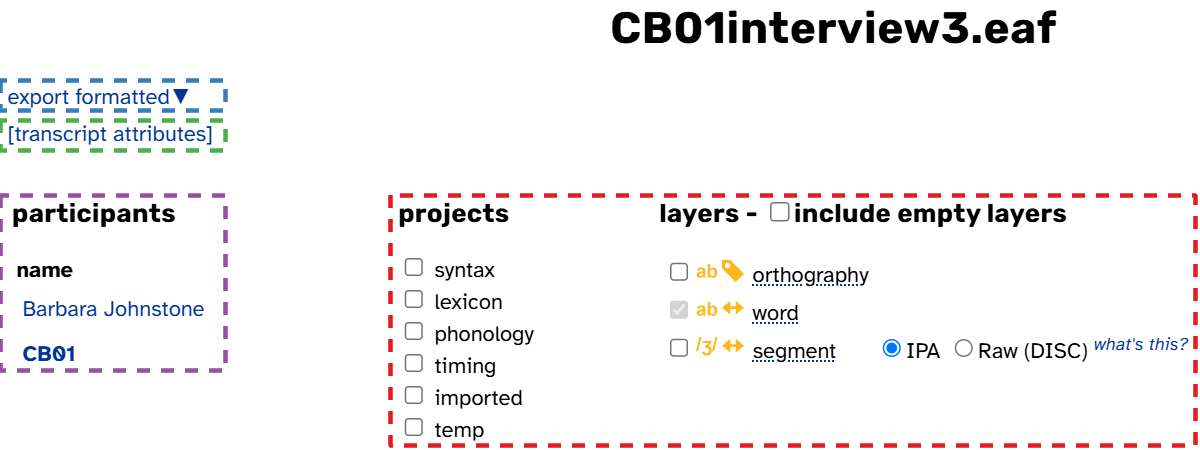 CB01interview3.eaf
export formatted▼
[transcript attributes]
participants
name
Barbara Johnstone
CB01
projects
syntax
lexicon
phonology
timing
imported
temp
layers - include empty layers
ab orthography
ab word
/ʒ/ segment IPA Raw (DISC) what's this?